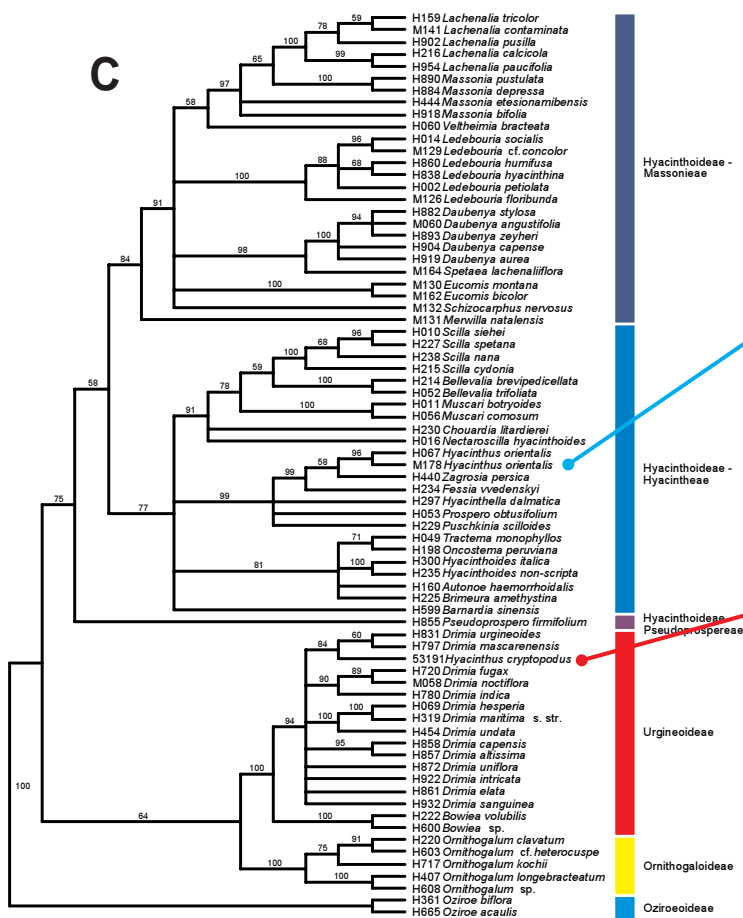 C
H159 Lachenalia tricolor
M141 Lachenalia contaminata
H902 Lachenalia pusilla
H216 Lachenalia calcicola
H954 Lachenalia paucifolia
H890 Massonia pustulata
H884 Massonia depressa
H444 Massonia etesionamibensis
H918 Massonia bifolia
H060 Veltheimia bracteata
H014 Ledebouria socialis
M129 Ledebouria cf. concolor
H860 Ledebouria humifusa
H838 Ledebouria hyacinthina
H002 Ledebouria petiolata
M126 Ledebouria floribunda
H882 Daubenya stylosa
M060 Daubenya angustifolia
H893 Daubenya zeyheri
H904 Daubenya capense
H919 Daubenya aurea
M164 Spetaea lachenaliiflora
M130 Eucomis montana
M162 Eucomis bicolor
M132 Schizocarphus nervosus
M131 Merwilla natalensis
H010 Scilla siehei
H227 Scilla spetana
H238 Scilla nana
H215 Scilla cydonia
H214 Bellevalia brevipedicellata
H052 Bellevalia trifoliata
H011 Muscari botryoides
H056 Muscari comosum
H230 Chouardia litardierei
H016 Nectaroscilla hyacinthoides
H067 Hyacinthus orientalis
M178 Hyacinthus orientalis
H440 Zagrosia persica
H234 Fessia vvedenskyi
H297 Hyacinthella dalmatica
H053 Prospero obtusifolium
H229 Puschkinia scilloides
H049 Tractema monophyllos
H198 Oncostema peruviana
H300 Hyacinthoides italica
H235 Hyacinthoides non-scripta
H160 Autonoe haemorrhoidalis
H225 Brimeura amethystina
H599 Barnardia sinensis
H855 Pseudoprospero firmifolium
H831 Drimia urgineoides
H797 Drimia mascarenensis
53191 Hyacinthus cryptopodus
H720 Drimia fugax
M058 Drimia noctiflora
H780 Drimia indica
H069 Drimia hesperia
H319 Drimia maritima s. str.
H454 Drimia undata
H858 Drimia capensis
H857 Drimia altissima
H872 Drimia uniflora
H922 Drimia intricata
H861 Drimia elata
H932 Drimia sanguinea
H222 Bowiea volubilis
H600 Bowiea sp.
H220 Ornithogalum clavatum
H603 Ornithogalum cf. heterocuspe
H717 Ornithogalum kochii
H407 Ornithogalum longebracteatum
H608 Ornithogalum sp.
H361 Oziroe biflora
H665 Oziroe acaulis
Hyacinthoideae -
Massonieae
Hyacinthoideae -
Hyacintheae
Hyacinthoideae
Pseudoprospereae
Urgineoideae
Ornithogaloideae
Oziroeoideae
59
78
100
99
65
97
100
58
96
88
68
100
91
94
100
98
84
100
96
68
100
59
78
100
58
100
91
96
58
99
75
99
77
71
100
81
60
84
89
90
100
94
100
95
100
100
64
91
75
100
100
100